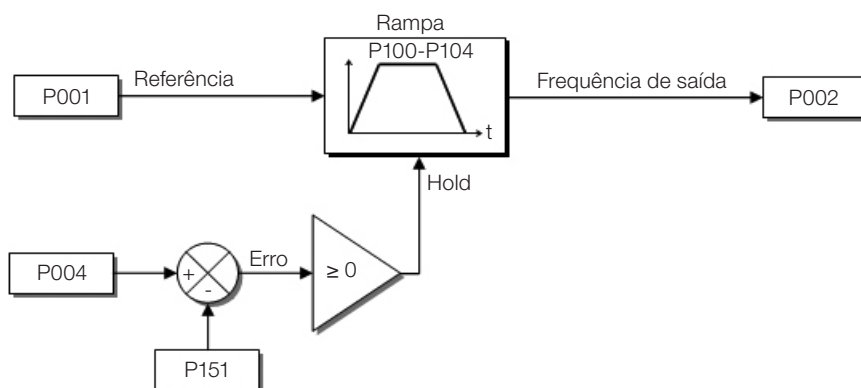 Rampa
P100-P104
P001
Referência
t
Frequência de saída
P002
Hold
P004
+
-
Erro
≥ 0
P151